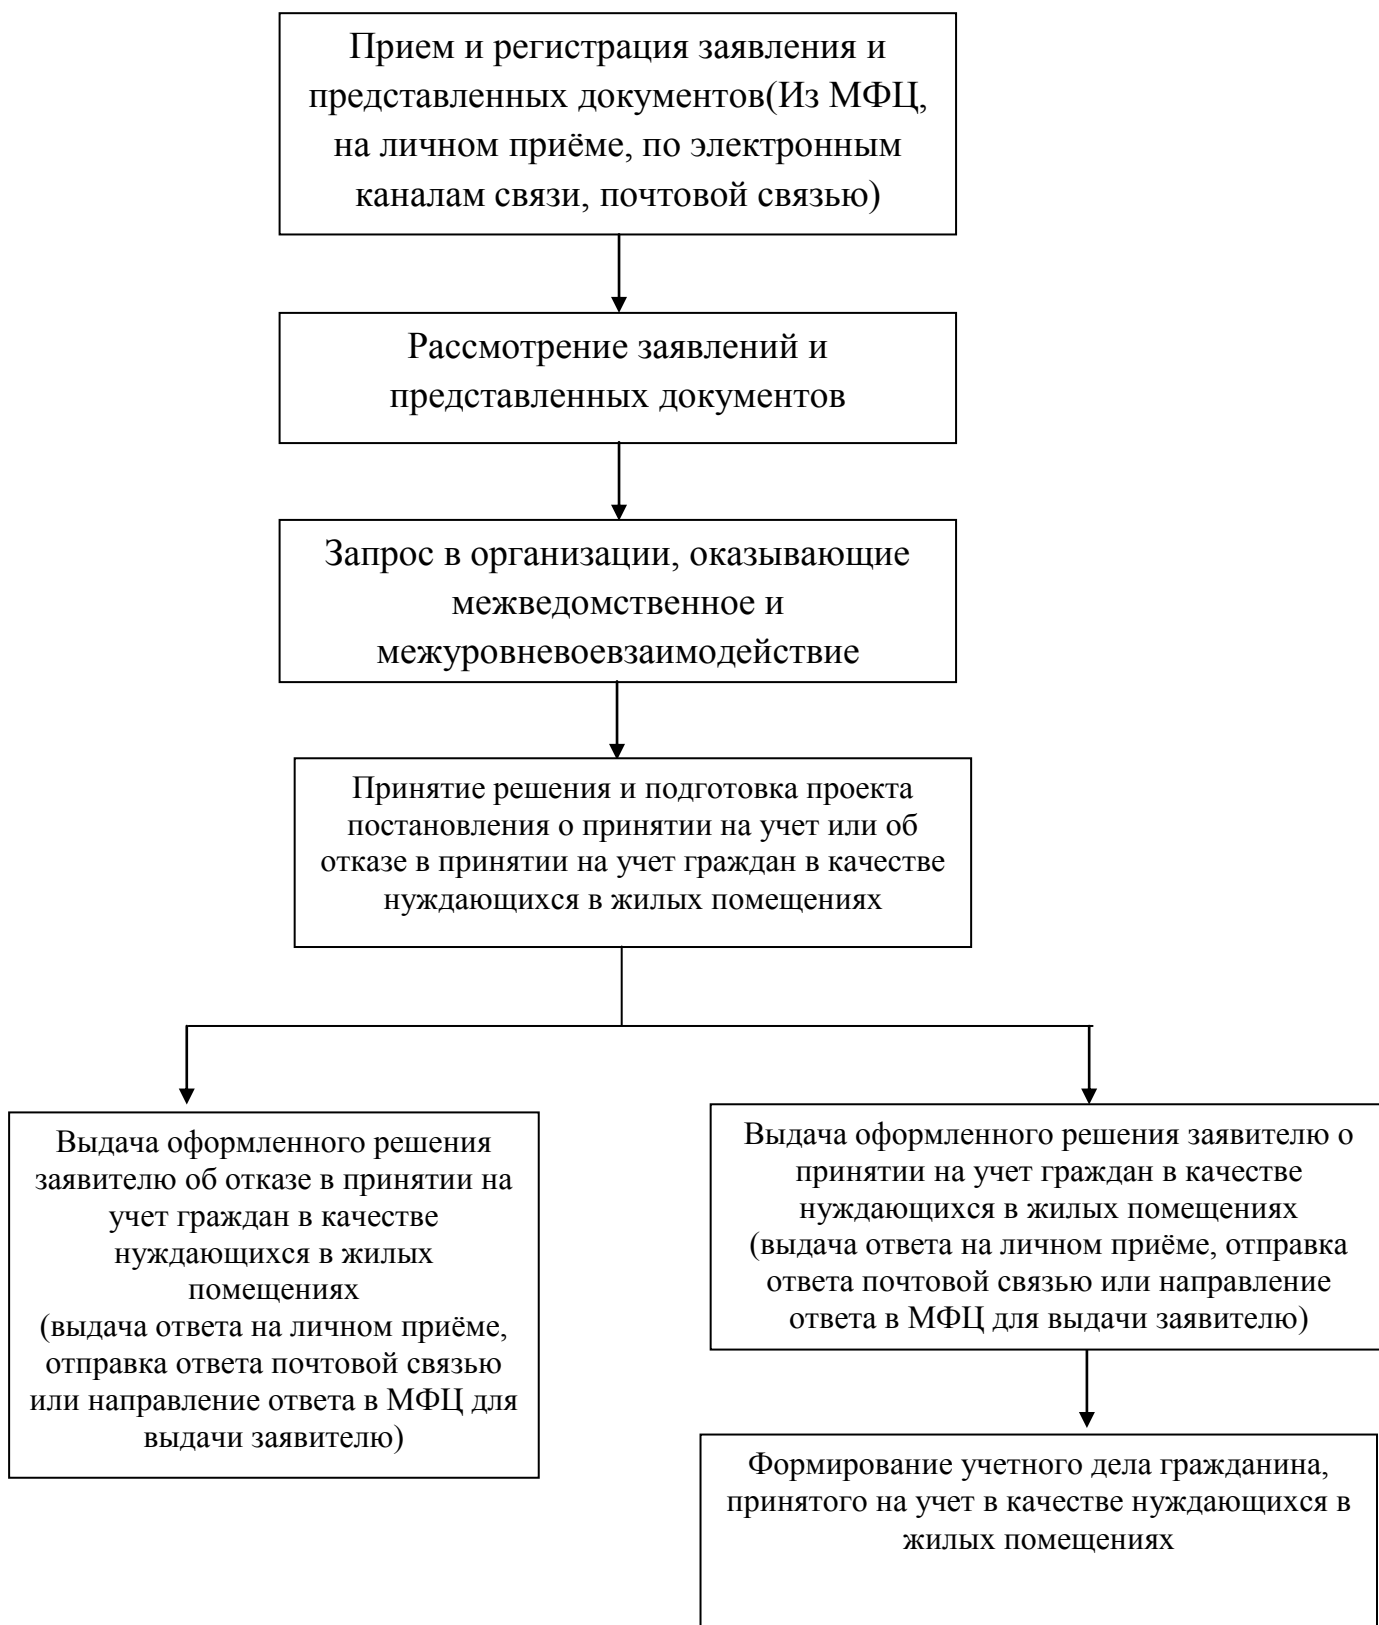 Прием и регистрация заявления и
представленных документов(Из МФЦ,
на личном приёме, по электронным
каналам связи, почтовой связью)
Рассмотрение заявлений и
представленных документов
Запрос в организации, оказывающие
межведомственное и
межуровневоевзаимодействие
Принятие решения и подготовка проекта
постановления о принятии на учет или об
отказе в принятии на учет граждан в качестве
нуждающихся в жилых помещениях
Выдача оформленного решения
заявителю об отказе в принятии на
учет граждан в качестве
нуждающихся в жилых
помещениях
(выдача ответа на личном приёме,
отправка ответа почтовой связью
или направление ответа в МФЦ для
выдачи заявителю)
Выдача оформленного решения заявителю о
принятии на учет граждан в качестве
нуждающихся в жилых помещениях
(выдача ответа на личном приёме, отправка
ответа почтовой связью или направление
ответа в МФЦ для выдачи заявителю)
Формирование учетного дела гражданина,
принятого на учет в качестве нуждающихся в
жилых помещениях